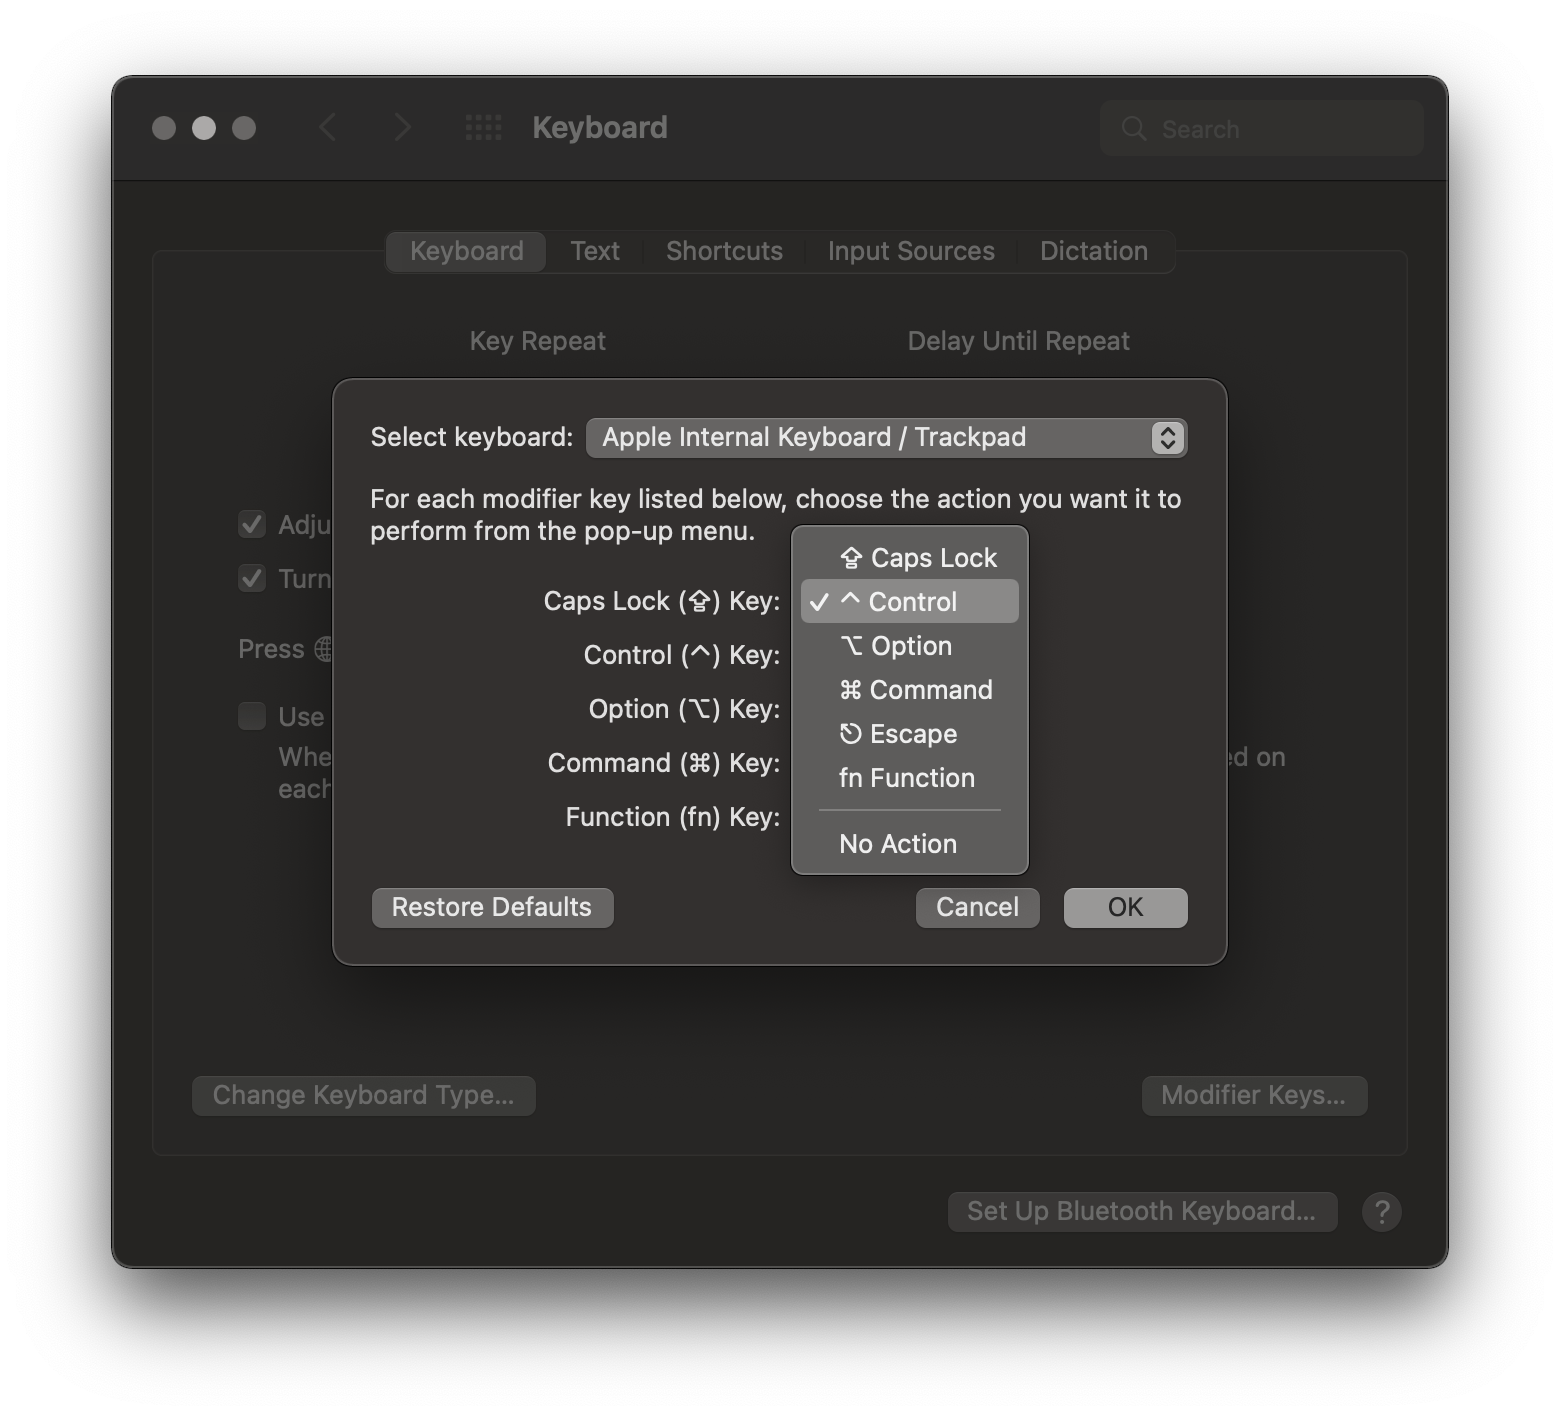 Keyboard
Search
Keyboard Text Shortcuts Input Sources Dictation
Key Repeat Delay Until Repeat
Select keyboard: Apple Internal Keyboard / Trackpad
For each modifier key listed below, choose the action you want it to
perform from the pop-up menu.
Adju
Turn
Press
Use
Whe
each
ed on
Caps Lock (⇪) Key:
Control (^) Key:
Option (⌥) Key:
Command (⌘) Key:
Function (fn) Key:
⇪ Caps Lock
✓ ^ Control
⌥ Option
⌘ Command
⎋ Escape
fn Function
No Action
Restore Defaults Cancel OK
Change Keyboard Type... Modifier Keys...
Set Up Bluetooth Keyboard... ?